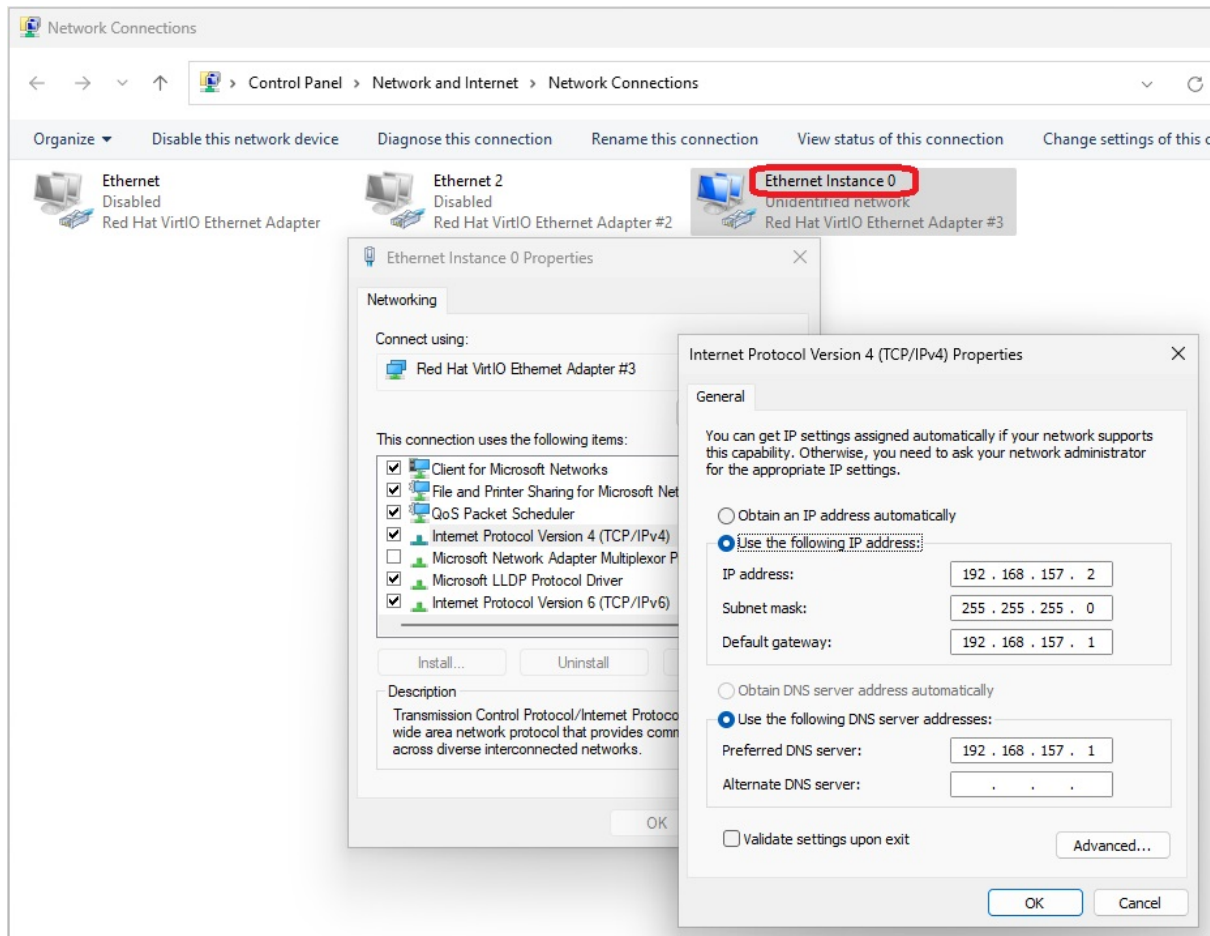 Network Connections
Control Panel > Network and Internet > Network Connections
Organize Disable this network device Diagnose this connection Rename this connection View status of this connection Change settings of this c
Ethernet
Disabled
Red Hat VirtIO Ethernet Adapter
Ethernet 2
Disabled
Red Hat VirtIO Ethernet Adapter #2
Ethernet Instance 0
Unidentified network
Red Hat VirtIO Ethernet Adapter #3
Ethernet Instance 0 Properties
Networking
Connect using:
Red Hat VirtIO Ethernet Adapter #3
This connection uses the following items:
Client for Microsoft Networks
File and Printer Sharing for Microsoft Net
QoS Packet Scheduler
Internet Protocol Version 4 (TCP/IPv4)
Microsoft Network Adapter Multiplexor P
Microsoft LLDP Protocol Driver
Internet Protocol Version 6 (TCP/IPv6)
Install... Uninstall
Description
Transmission Control Protocol/Internet Protoco
wide area network protocol that provides comm
across diverse interconnected networks.
OK
Internet Protocol Version 4 (TCP/IPv4) Properties
General
You can get IP settings assigned automatically if your network supports
this capability. Otherwise, you need to ask your network administrator
for the appropriate IP settings.
Obtain an IP address automatically
Use the following IP address:
IP address: 192 . 168 . 157 . 2
Subnet mask: 255 . 255 . 255 . 0
Default gateway: 192 . 168 . 157 . 1
Obtain DNS server address automatically
Use the following DNS server addresses:
Preferred DNS server: 192 . 168 . 157 . 1
Alternate DNS server: . . .
Validate settings upon exit
Advanced...
OK Cancel